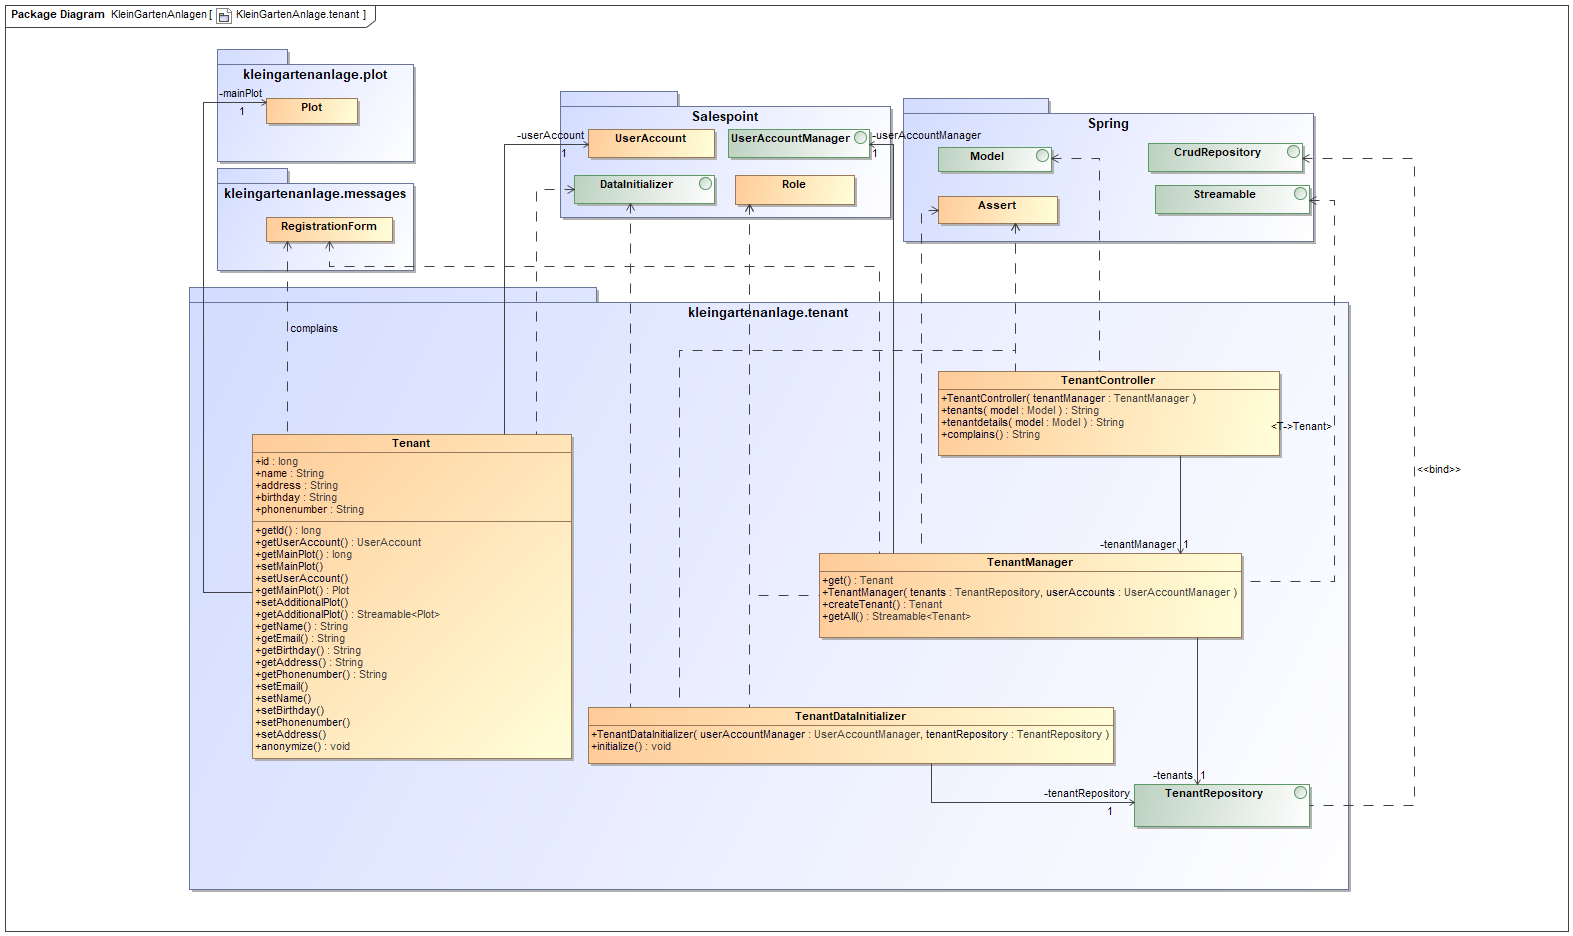 Package Diagram KleinGartenAnlagen [ KleinGartenAnlage.tenant ]
kleingartenanlage.plot
-mainPlot
1
Plot
kleingartenanlage.messages
RegistrationForm
Salespoint
-userAccount
1
UserAccount
UserAccountManager
-userAccountManager
1
DataInitializer
Role
Spring
Model
CrudRepository
Streamable
Assert
kleingartenanlage.tenant
complains
TenantController
+TenantController( tenantManager : TenantManager )
+tenants( model : Model ) : String
+tenantdetails( model : Model ) : String
+complains() : String
<T->Tenant>
<<bind>>
Tenant
+id : long
+name : String
+address : String
+birthday : String
+phonenumber : String
+getId() : long
+getUserAccount() : UserAccount
+getMainPlot() : long
+setMainPlot()
+setUserAccount()
+getMainPlot() : Plot
+setAdditionalPlot()
+getAdditionalPlot() : Streamable<Plot>
+getName() : String
+getEmail() : String
+getBirthday() : String
+getAddress() : String
+getPhonenumber() : String
+setEmail()
+setName()
+setBirthday()
+setPhonenumber()
+setAddress()
+anonymize() : void
-tenantManager
1
TenantManager
+get() : Tenant
+TenantManager( tenants : TenantRepository, userAccounts : UserAccountManager )
+createTenant() : Tenant
+getAll() : Streamable<Tenant>
TenantDataInitializer
+TenantDataInitializer( userAccountManager : UserAccountManager, tenantRepository : TenantRepository )
+initialize() : void
-tenants
1
-tenantRepository
1
TenantRepository